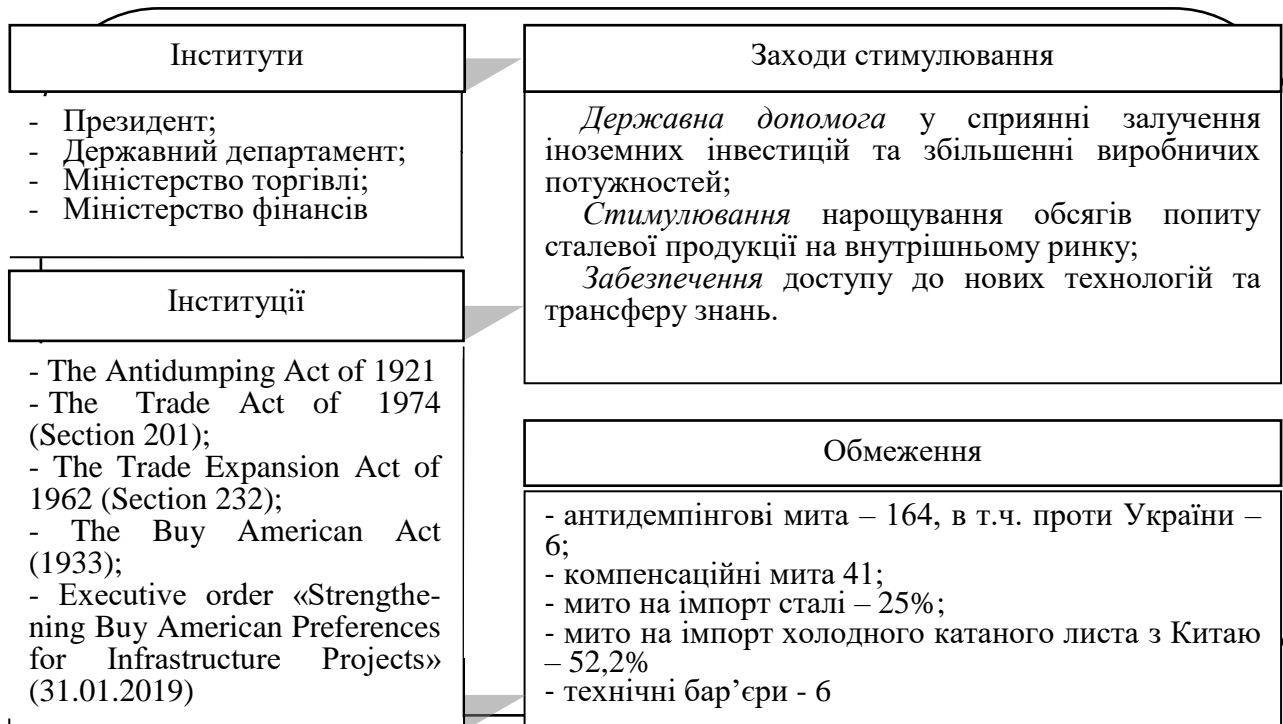 Інститути
- Президент;
- Державний департамент;
- Міністерство торгівлі;
- Міністерство фінансів
Інституції
- The Antidumping Act of 1921
- The Trade Act of 1974
(Section 201);
- The Trade Expansion Act of
1962 (Section 232);
- The Buy American Act
(1933);
- Executive order «Strengthe-
ning Buy American Preferences
for Infrastructure Projects»
(31.01.2019)
Заходи стимулювання
Державна допомога у сприянні залучення
іноземних інвестицій та збільшенні виробничих
потужностей;
Стимулювання нарощування обсягів попиту
сталевої продукції на внутрішньому ринку;
Забезпечення доступу до нових технологій та
трансферу знань.
Обмеження
- антидемпінгові мита – 164, в т.ч. проти України –
6;
- компенсаційні мита 41;
- мито на імпорт сталі – 25%;
- мито на імпорт холодного катаного листа з Китаю
– 52,2%
- технічні бар’єри - 6